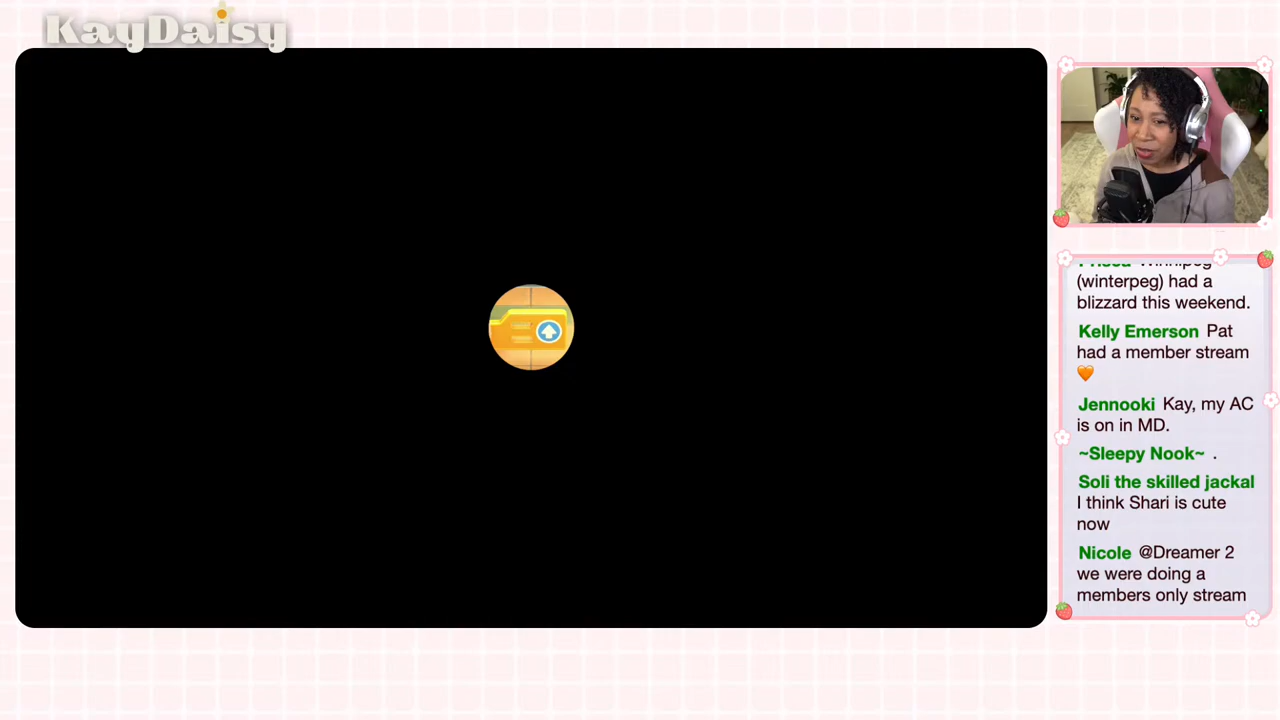 KayDaisy
Prisca Winnipeg
(winterpeg) had a
blizzard this weekend.
Kelly Emerson Pat
had a member stream
🧡
Jennooki Kay, my AC
is on in MD.
~Sleepy Nook~ .
Soli the skilled jackal
I think Shari is cute
now
Nicole @Dreamer 2
we were doing a
members only stream